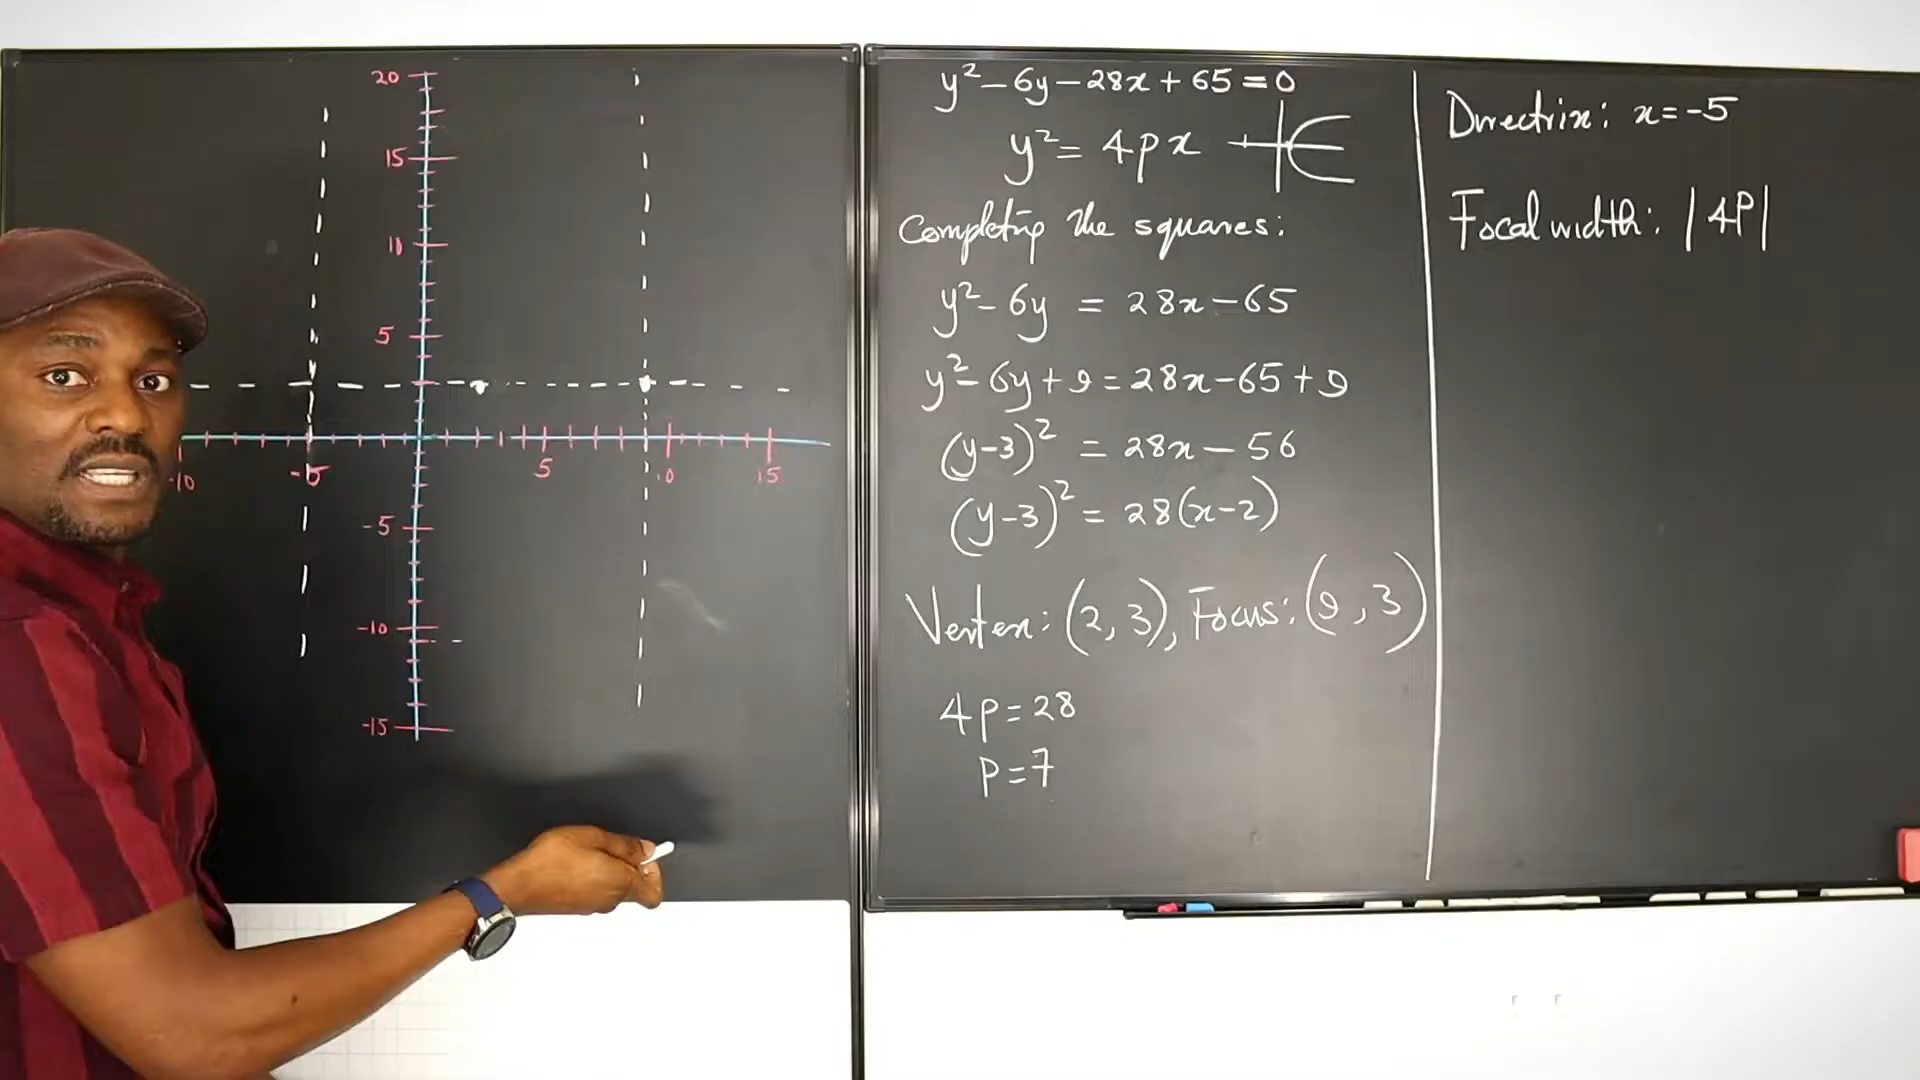 20
15
10
5
-10 -5 5 10 15
-5
-10
-15
y² - 6y - 28x + 65 = 0
y² = 4px
Completing the squares:
y² - 6y = 28x - 65
y² - 6y + 9 = 28x - 65 + 9
(y-3)² = 28x - 56
(y-3)² = 28(x-2)
Vertex: (2, 3), Focus: (9, 3)
4p = 28
p = 7
Directrix: x = -5
Focal width: |4P|